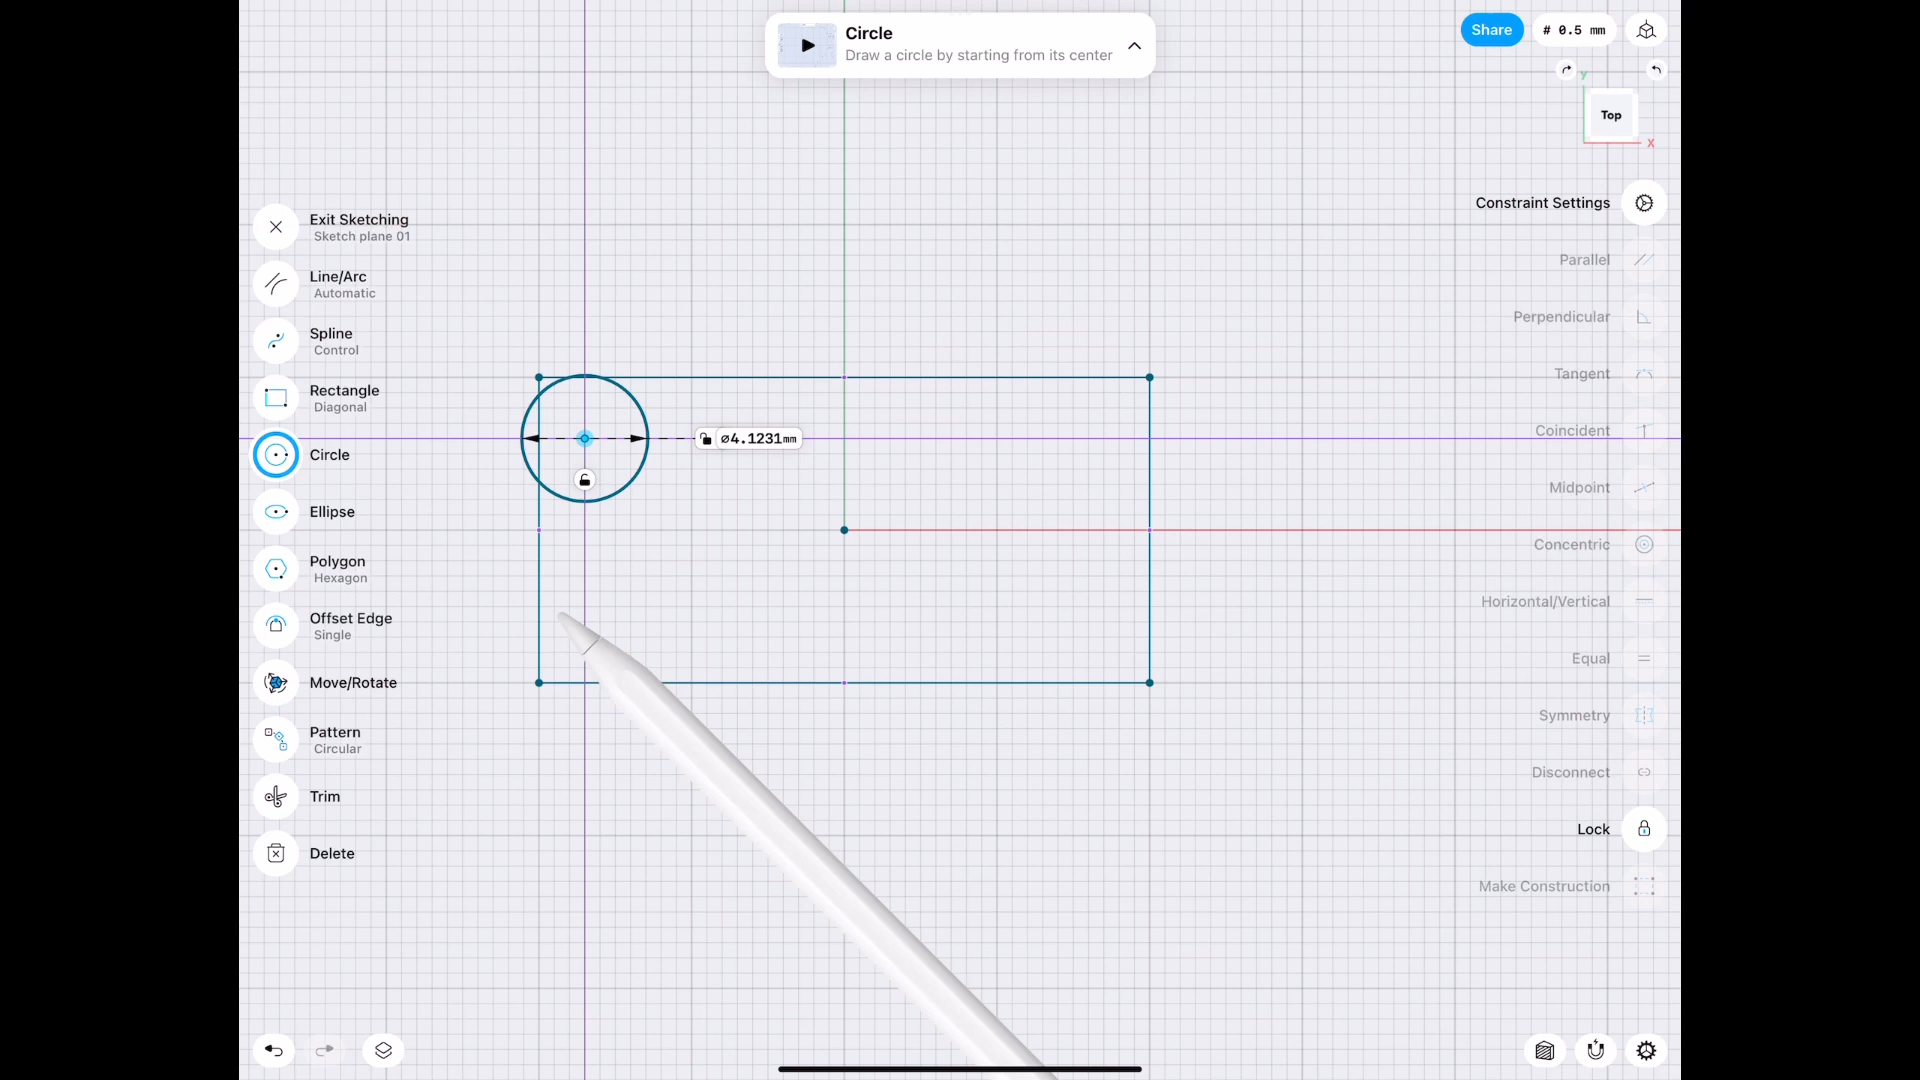 Circle
Draw a circle by starting from its center
Share
# 0.5 mm
Y
Top
X
Exit Sketching
Sketch plane 01
Line/Arc
Automatic
Spline
Control
Rectangle
Diagonal
Circle
Ellipse
Polygon
Hexagon
Offset Edge
Single
Move/Rotate
Pattern
Circular
Trim
Delete
⌀4.1231mm
Constraint Settings
Parallel
Perpendicular
Tangent
Coincident
Midpoint
Concentric
Horizontal/Vertical
Equal
Symmetry
Disconnect
Lock
Make Construction